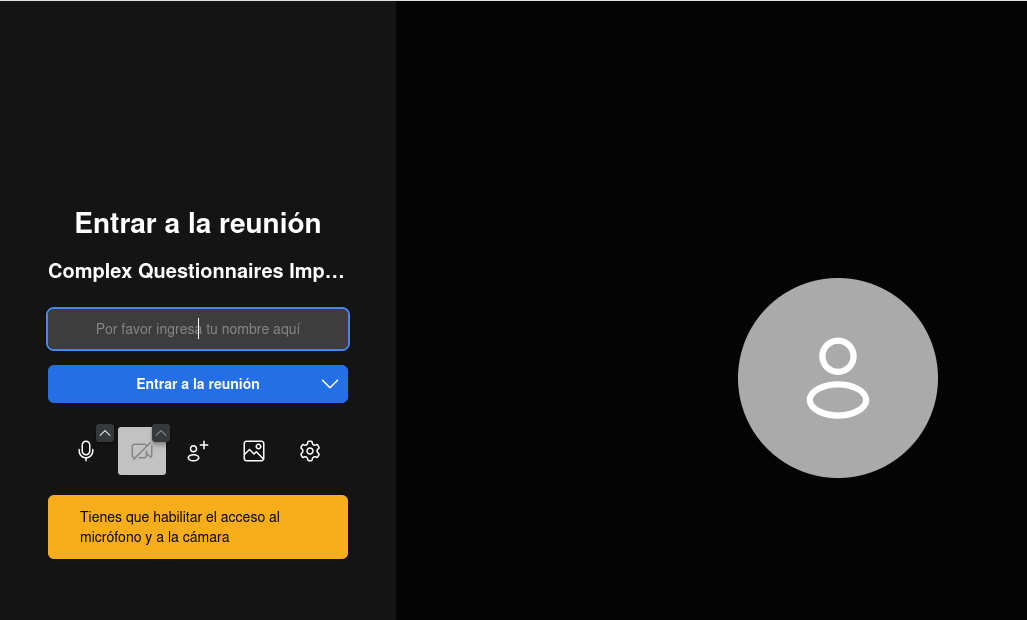 Entrar a la reunión
Complex Questionnaires Imp...
Por favor ingresa tu nombre aquí
Entrar a la reunión
Tienes que habilitar el acceso al
micrófono y a la cámara